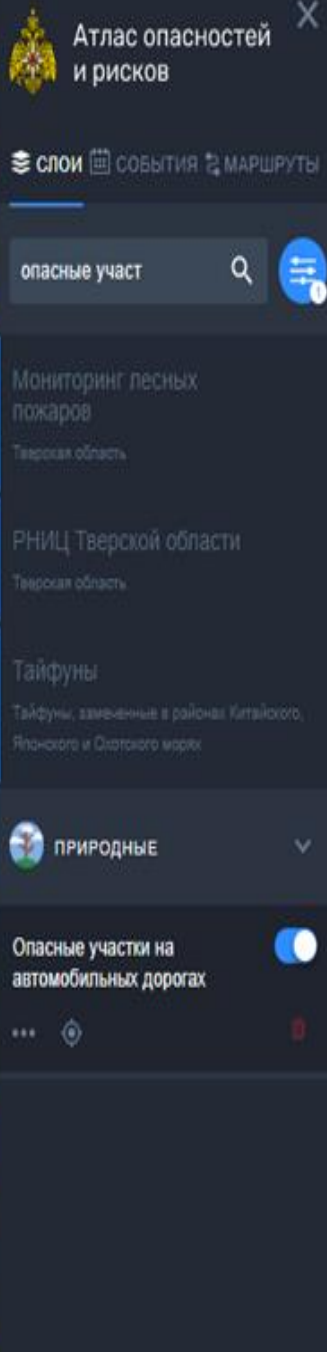 Атлас опасностей
и рисков
СЛОИ СОБЫТИЯ МАРШРУТЫ
опасные участ
1
Мониторинг лесных
пожаров
Тверская область
РНИЦ Тверской области
Тверская область
Тайфуны
Тайфуны, замеченные в районах Китайского,
Японского и Охотского морях
ПРИРОДНЫЕ
Опасные участки на
автомобильных дорогах